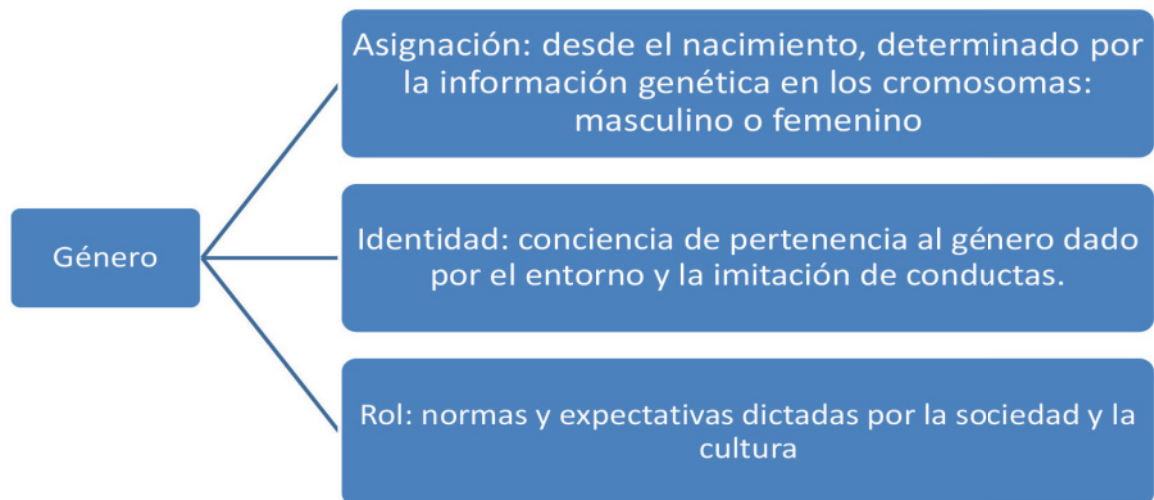 Asignación: desde el nacimiento, determinado por
la información genética en los cromosomas:
masculino o femenino
Género
Identidad: conciencia de pertenencia al género dado
por el entorno y la imitación de conductas.
Rol: normas y expectativas dictadas por la sociedad y la
cultura